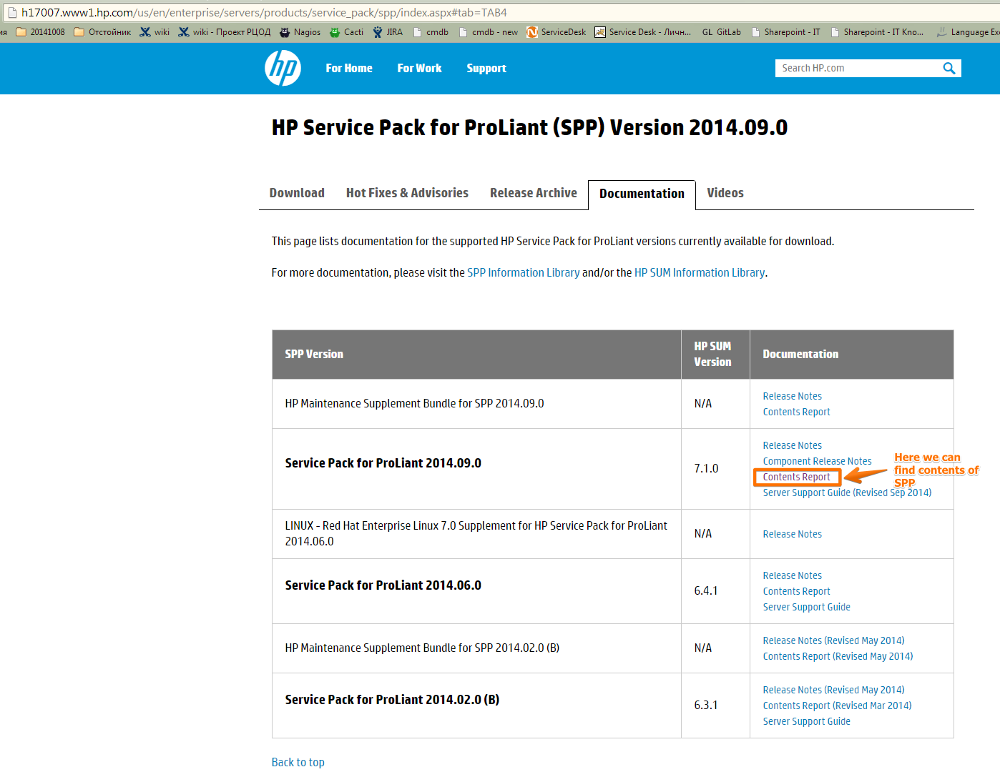 h17007.www1.hp.com/us/en/enterprise/servers/products/service_pack/spp/index.aspx#tab=TAB4
ия 20141008 Отстойник wiki wiki - Проект РЦОД Nagios Cacti JIRA cmdb cmdb - new ServiceDesk Service Desk - Личн... GL GitLab Sharepoint - IT Sharepoint - IT Kno... Language Exc
hp For Home For Work Support Search HP.com
HP Service Pack for ProLiant (SPP) Version 2014.09.0
Download Hot Fixes & Advisories Release Archive Documentation Videos
This page lists documentation for the supported HP Service Pack for ProLiant versions currently available for download.
For more documentation, please visit the SPP Information Library and/or the HP SUM Information Library.
SPP Version
HP SUM
Version
Documentation
HP Maintenance Supplement Bundle for SPP 2014.09.0
N/A
Release Notes
Contents Report
Service Pack for ProLiant 2014.09.0
7.1.0
Release Notes
Component Release Notes
Contents Report
Server Support Guide (Revised Sep 2014)
Here we can
find contents of
SPP
LINUX - Red Hat Enterprise Linux 7.0 Supplement for HP Service Pack for ProLiant
2014.06.0
N/A
Release Notes
Service Pack for ProLiant 2014.06.0
6.4.1
Release Notes
Contents Report
Server Support Guide
HP Maintenance Supplement Bundle for SPP 2014.02.0 (B)
N/A
Release Notes (Revised May 2014)
Contents Report (Revised May 2014)
Service Pack for ProLiant 2014.02.0 (B)
6.3.1
Release Notes (Revised May 2014)
Contents Report (Revised Mar 2014)
Server Support Guide
Back to top